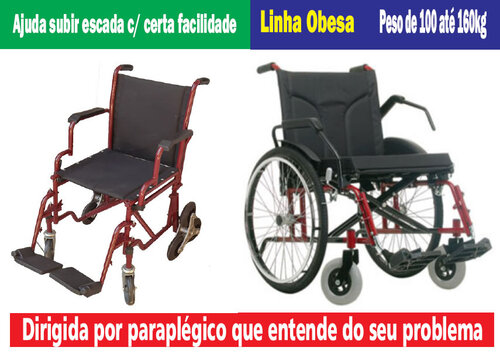 Ajuda subir escada c/ certa facilidade
Linha Obesa
Peso de 100 até 160kg
Dirigida por paraplégico que entende do seu problema